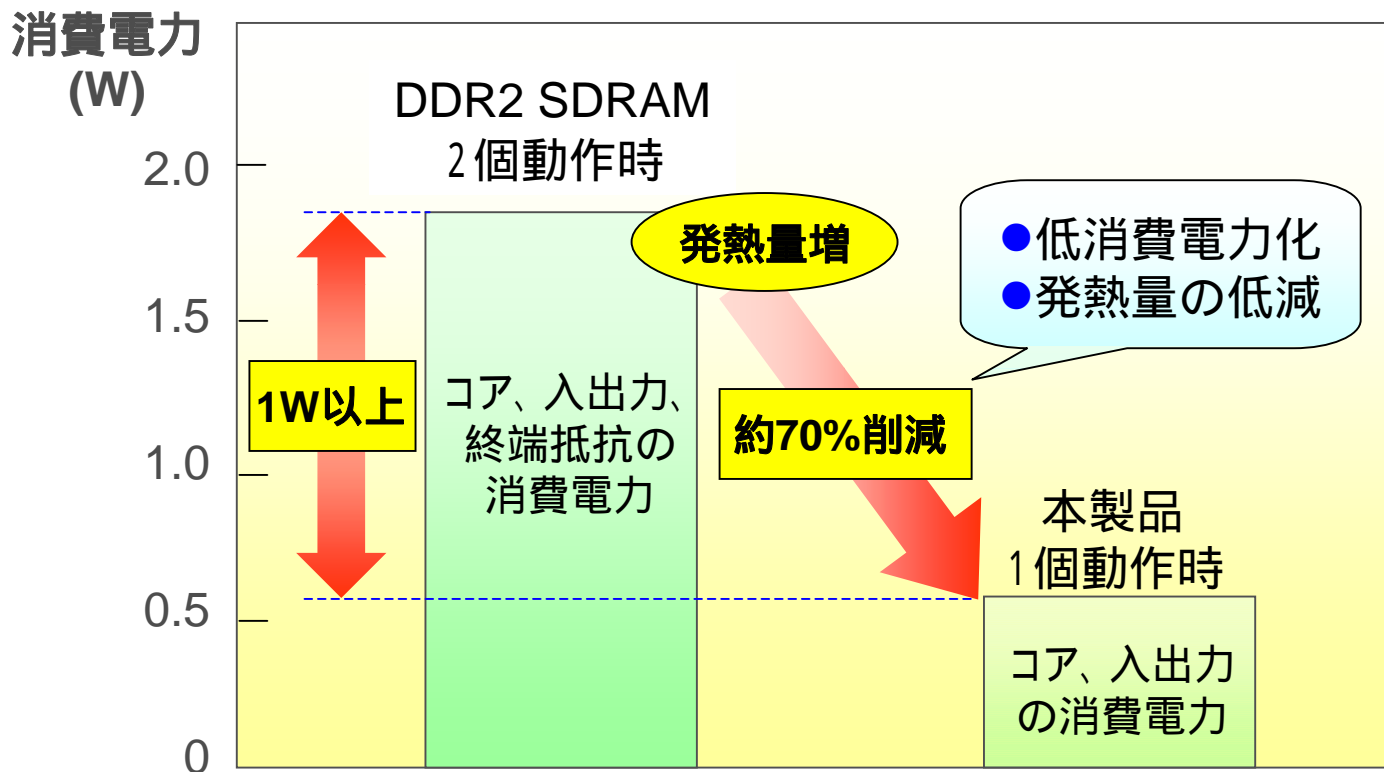 消費電力
(W)
DDR2 SDRAM
2個動作時
2.0
発熱量増
●低消費電力化
●発熱量の低減
1.5
1W以上
コア、入出力、
終端抵抗の
消費電力
約70%削減
1.0
本製品
1個動作時
0.5
コア、入出力
の消費電力
0